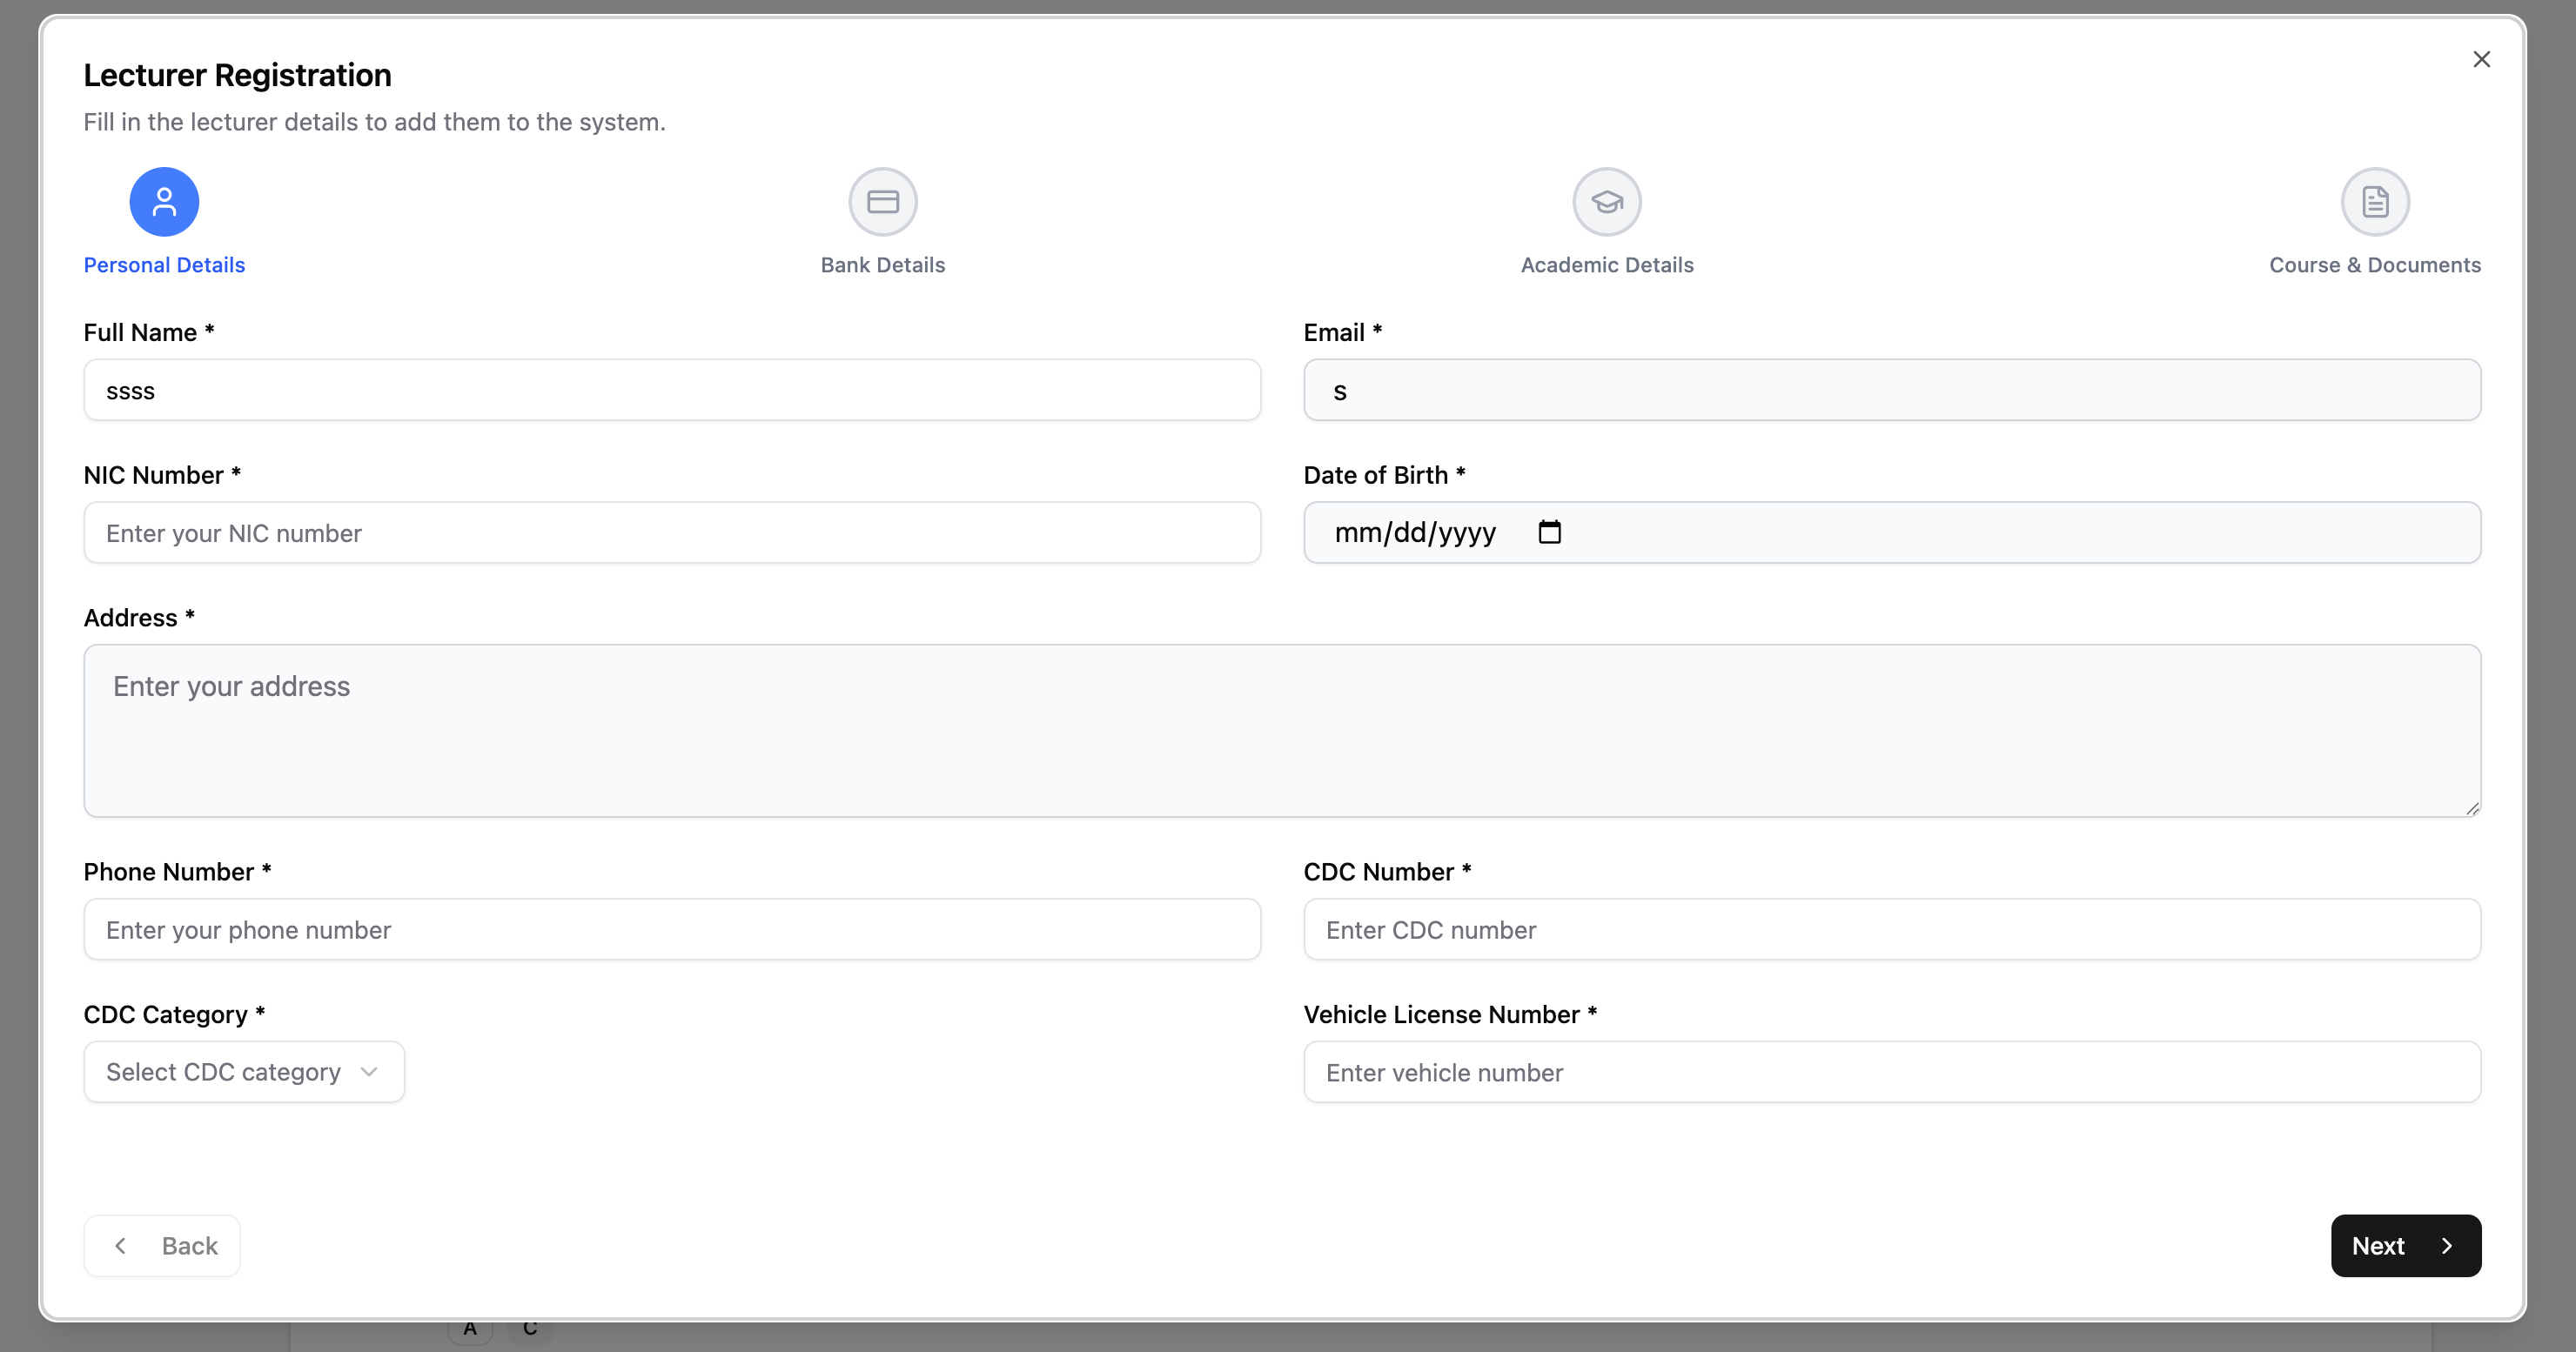 Lecturer Registration
Fill in the lecturer details to add them to the system.
Personal Details
Bank Details
Academic Details
Course & Documents
Full Name *
Email *
ssss
s
NIC Number *
Date of Birth *
Enter your NIC number
mm/dd/yyyy
Address *
Enter your address
Phone Number *
CDC Number *
Enter your phone number
Enter CDC number
CDC Category *
Vehicle License Number *
Select CDC category
Enter vehicle number
Back
Next
A C